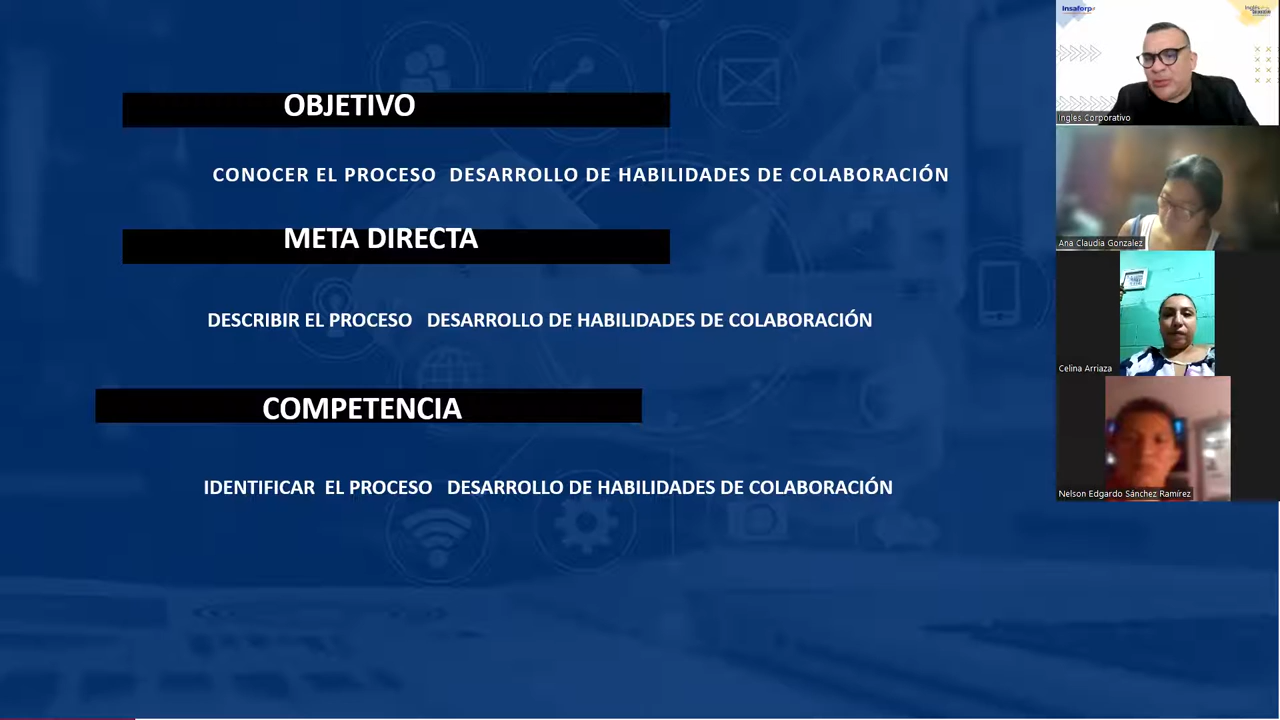 OBJETIVO
CONOCER EL PROCESO DESARROLLO DE HABILIDADES DE COLABORACIÓN
META DIRECTA
DESCRIBIR EL PROCESO DESARROLLO DE HABILIDADES DE COLABORACIÓN
COMPETENCIA
IDENTIFICAR EL PROCESO DESARROLLO DE HABILIDADES DE COLABORACIÓN
Insaforp
Ingles Corporativo
Ana Claudia Gonzalez
Celina Arriaza
Nelson Edgardo Sánchez Ramírez